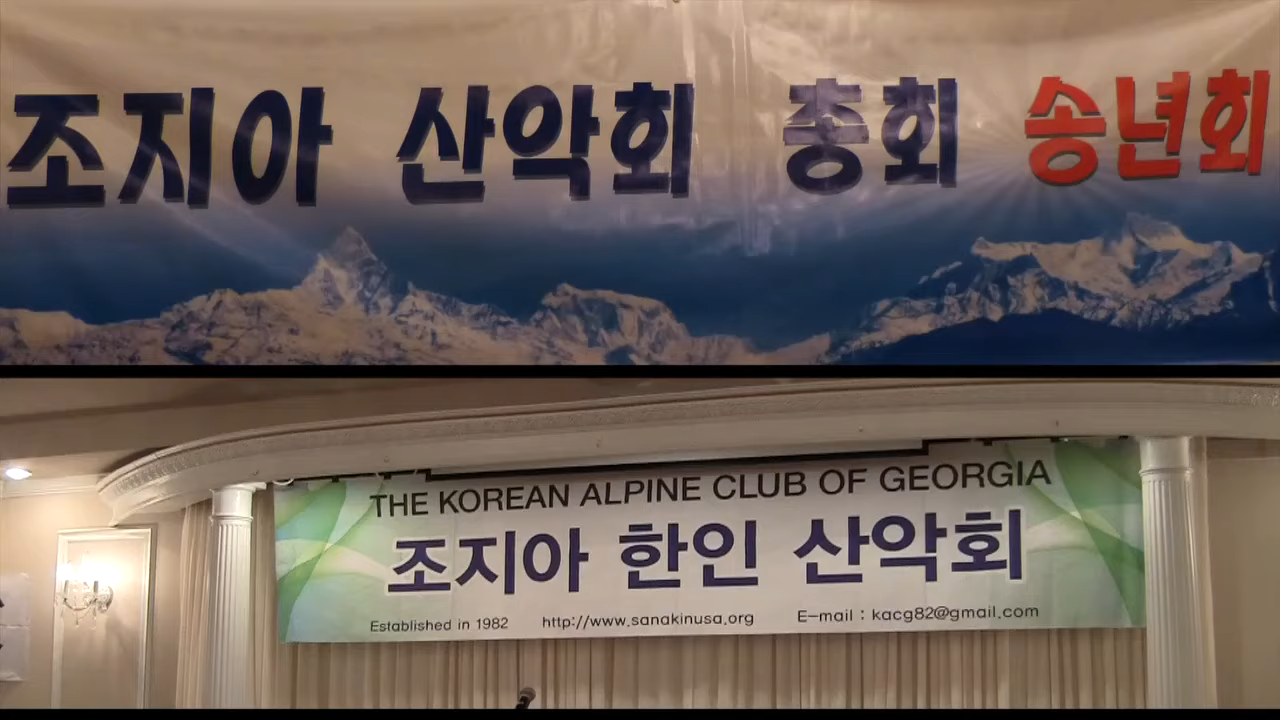 조지아 산악회 총회 송년회
THE KOREAN ALPINE CLUB OF GEORGIA
조지아 한인 산악회
Established in 1982 http://www.sanakinusa.org E-mail : kacg82@gmail.com